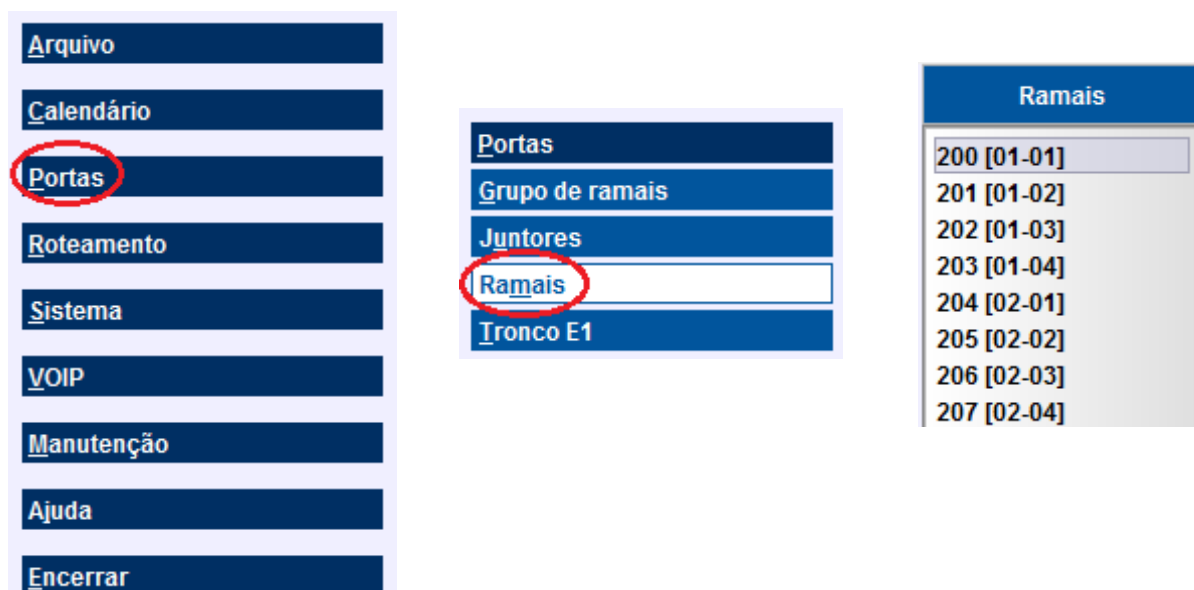 Arquivo
Calendário
Portas
Roteamento
Sistema
VOIP
Manutenção
Ajuda
Encerrar
Portas
Grupo de ramais
Juntores
Ramais
Tronco E1
Ramais
200 [01-01]
201 [01-02]
202 [01-03]
203 [01-04]
204 [02-01]
205 [02-02]
206 [02-03]
207 [02-04]